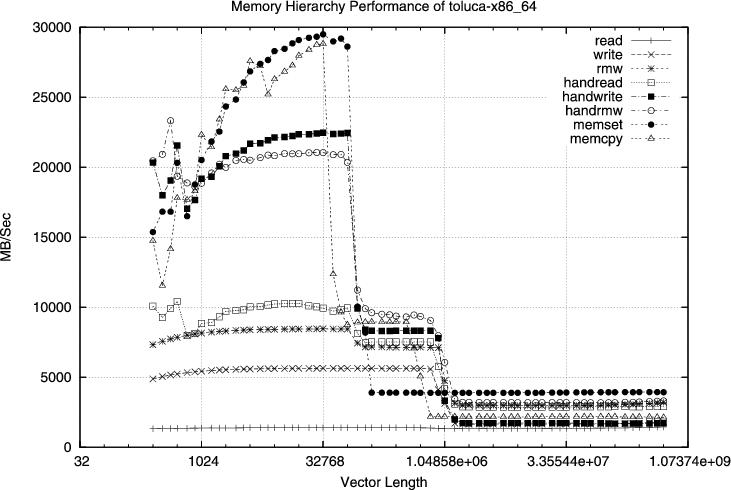 Memory Hierarchy Performance of toluca-x86_64
30000
25000
20000
15000
10000
5000
0
MB/Sec
read
write
rmw
handread
handwrite
handrmw
memset
memcpy
32
1024
32768
1.04858e+06
3.35544e+07
1.07374e+09
Vector Length